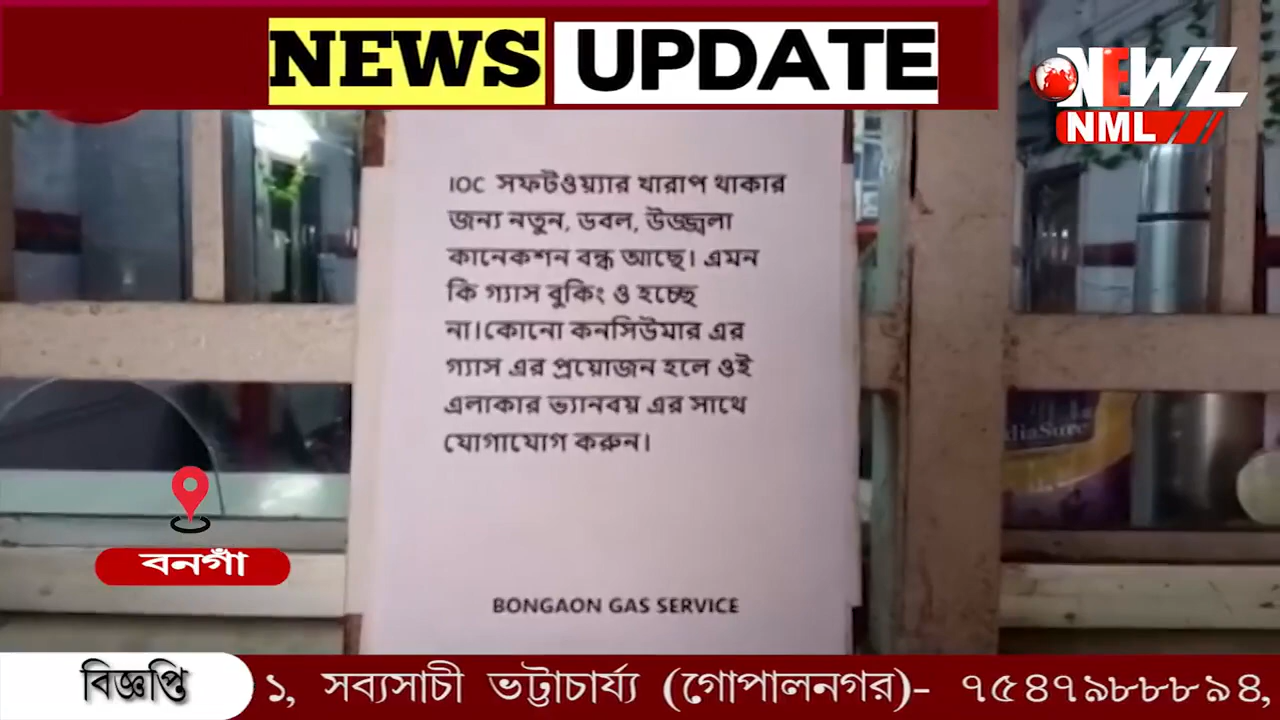 NEWS UPDATE
NEWZ
NML
IOC সফটওয়্যার খারাপ থাকার
জন্য নতুন, ডবল, উজ্জ্বলা
কানেকশন বন্ধ আছে। এমন
কি গ্যাস বুকিং ও হচ্ছে
না।কোনো কনসিউমার এর
গ্যাস এর প্রয়োজন হলে ওই
এলাকার ভ্যানবয় এর সাথে
যোগাযোগ করুন।
diaSure
বনগাঁ
BONGAON GAS SERVICE
বিজ্ঞপ্তি ১, সব্যসাচী ভট্টাচার্য্য (গোপালনগর)- ৭৫৪৭৯৮৮৮৯৪,